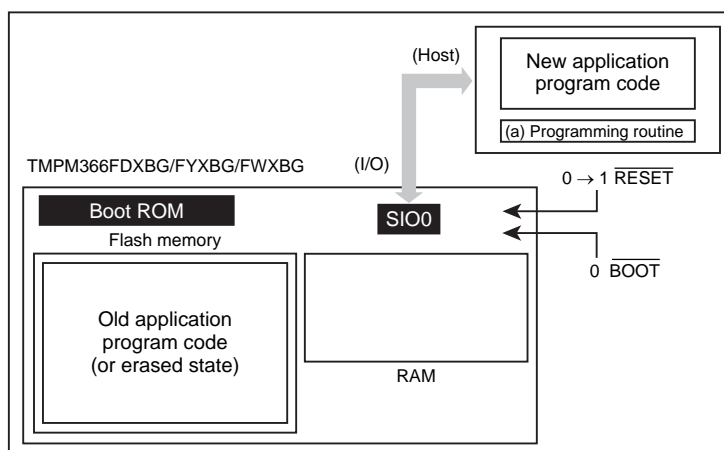 (Host)
New application
program code
(a) Programming routine
TMPM366FDXBG/FYXBG/FWXBG
(I/O)
0 → 1 RESET
Boot ROM
SIO0
Flash memory
0 BOOT
Old application
program code
(or erased state)
RAM